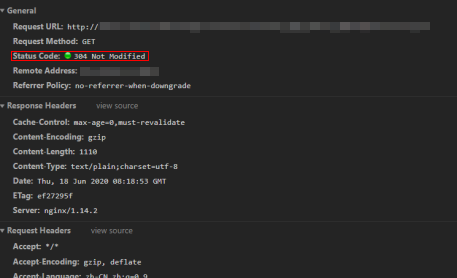 General
Request URL: http://
Request Method: GET
Status Code: 304 Not Modified
Remote Address:
Referrer Policy: no-referrer-when-downgrade
Response Headers view source
Cache-Control: max-age=0,must-revalidate
Content-Encoding: gzip
Content-Length: 1110
Content-Type: text/plain;charset=utf-8
Date: Thu, 18 Jun 2020 08:18:53 GMT
ETag: ef27295f
Server: nginx/1.14.2
Request Headers view source
Accept: */*
Accept-Encoding: gzip, deflate
Accept-Language: zh-CN,zh;q=0.9